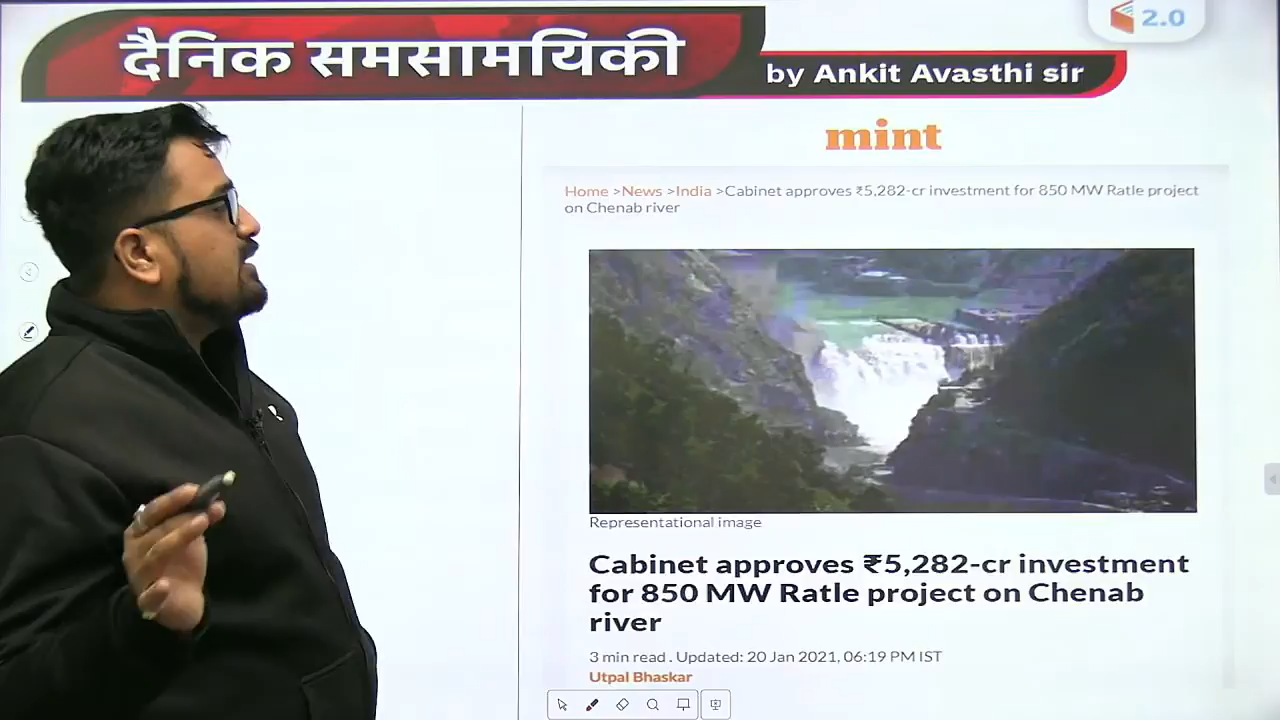 दैनिक समसामयिकी
by Ankit Avasthi sir
2.0
mint
Home >News >India >Cabinet approves ₹5,282-cr investment for 850 MW Ratle project
on Chenab river
Representational image
Cabinet approves ₹5,282-cr investment
for 850 MW Ratle project on Chenab
river
3 min read . Updated: 20 Jan 2021, 06:19 PM IST
Utpal Bhaskar